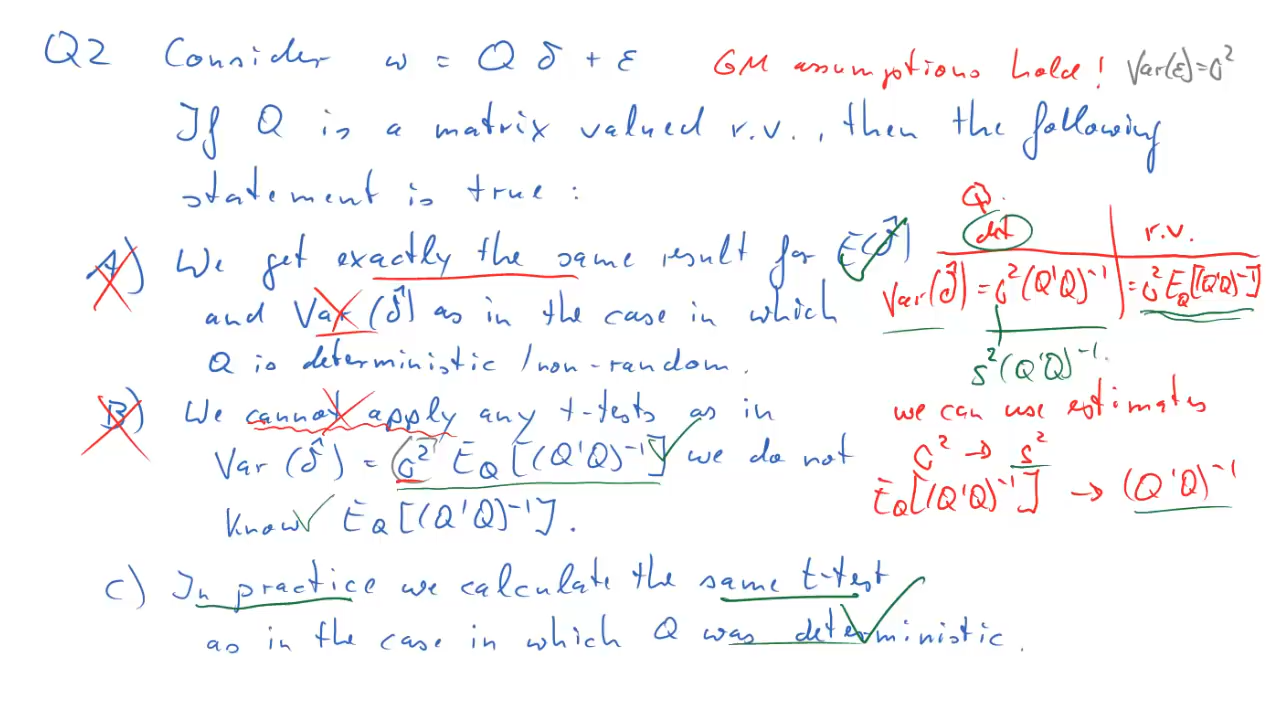 Q2 Consider w = Q δ + ε GM assumptions hold! Var(ε)=σ²
If Q is a matrix valued r.v., then the following
statement is true:
A) We get exactly the same result for E(δ̂)
and Var(δ̂) as in the case in which
Q is deterministic /non-random.
B) We cannot apply any t-tests as in
Var(δ̂) = σ² E_Q[(Q'Q)⁻¹] we do not
know E_Q[(Q'Q)⁻¹].
C) In practice we calculate the same t-test
as in the case in which Q was deterministic.
Q
det r.v.
Var(δ̂) = σ²(Q'Q)⁻¹ = σ² E_Q[(Q'Q)⁻¹]
s²(Q'Q)⁻¹
we can use estimates
σ² → s²
E_Q[(Q'Q)⁻¹] → (Q'Q)⁻¹